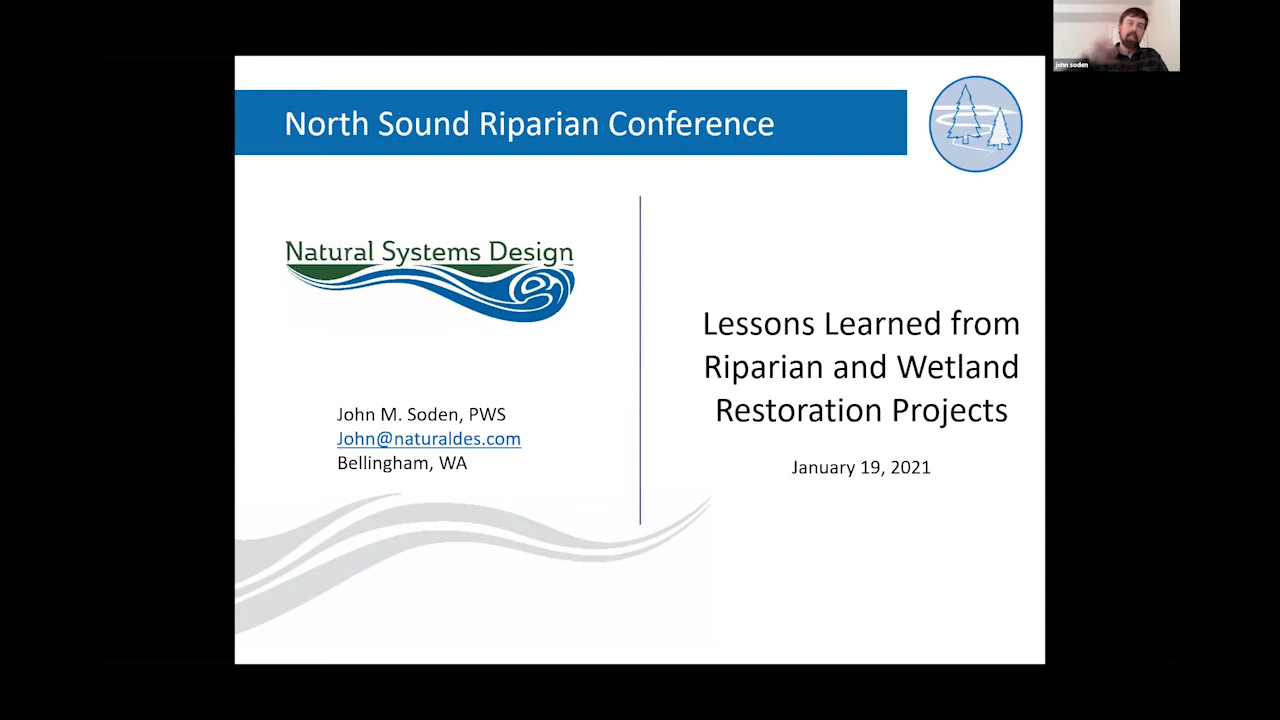 john soden
North Sound Riparian Conference
Natural Systems Design
John M. Soden, PWS
John@naturaldes.com
Bellingham, WA
Lessons Learned from
Riparian and Wetland
Restoration Projects
January 19, 2021